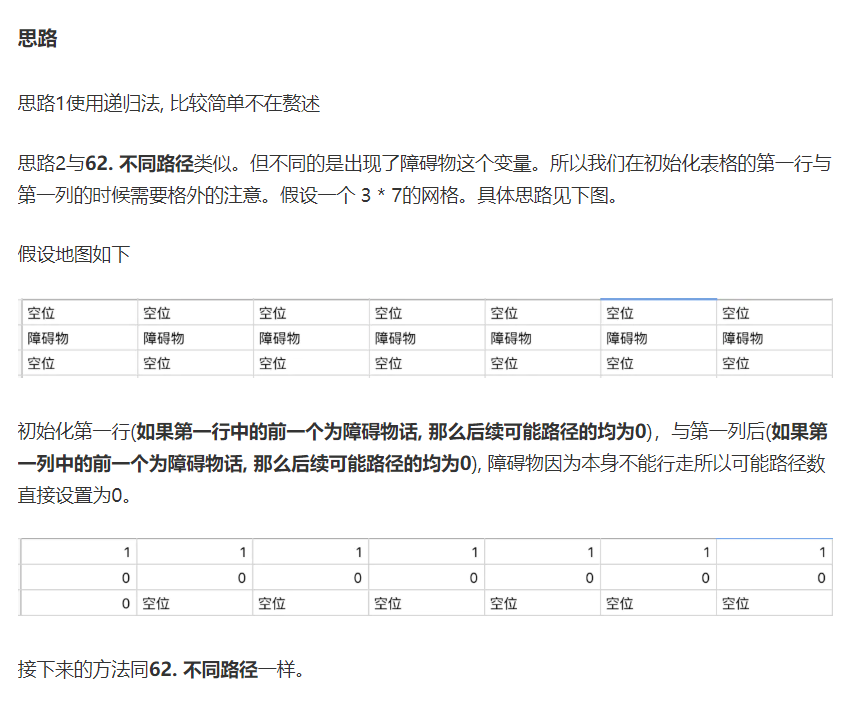 思路
思路1使用递归法, 比较简单不在赘述
思路2与62. 不同路径类似。但不同的是出现了障碍物这个变量。所以我们在初始化表格的第一行与
第一列的时候需要格外的注意。假设一个 3 * 7的网格。具体思路见下图。
假设地图如下
空位 空位 空位 空位 空位 空位 空位
障碍物 障碍物 障碍物 障碍物 障碍物 障碍物 障碍物
空位 空位 空位 空位 空位 空位 空位
初始化第一行(如果第一行中的前一个为障碍物话, 那么后续可能路径的均为0)，与第一列后(如果第
一列中的前一个为障碍物话, 那么后续可能路径的均为0), 障碍物因为本身不能行走所以可能路径数
直接设置为0。
1 1 1 1 1 1 1
0 0 0 0 0 0 0
0 空位 空位 空位 空位 空位 空位
接下来的方法同62. 不同路径一样。